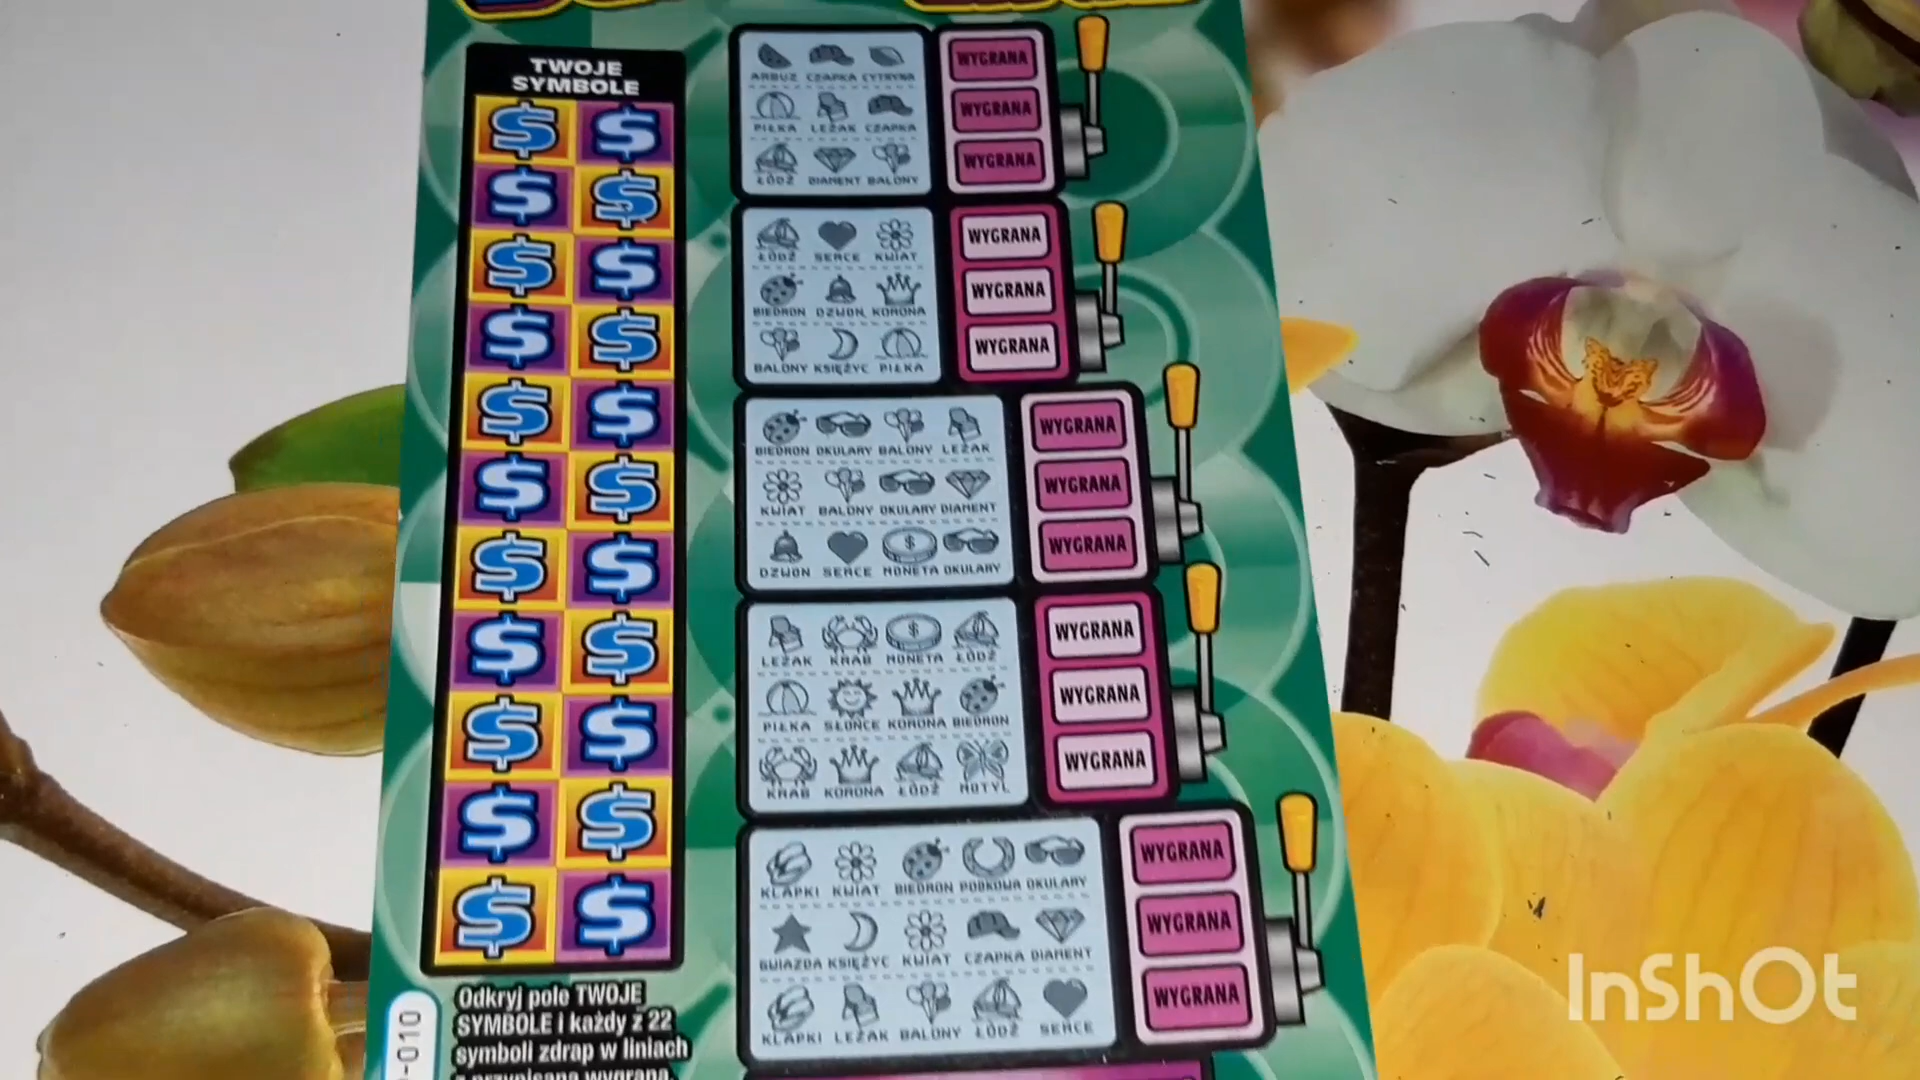 TWOJE
SYMBOLE
ARBUZ CZAPKA CYTRYNA
PIŁKA LEŻAK CZAPKA
ŁÓDŹ DIAMENT BALONY
WYGRANA
WYGRANA
WYGRANA
ŁÓDŹ SERCE KWIAT
BIEDRON DZWON KORONA
BALONY KSIĘŻYC PIŁKA
WYGRANA
WYGRANA
WYGRANA
BIEDRON OKULARY BALONY LEŻAK
KWIAT BALONY OKULARY DIAMENT
DZWON SERCE MONETA OKULARY
WYGRANA
WYGRANA
WYGRANA
LEŻAK KRAB MONETA ŁÓDŹ
PIŁKA SŁOŃCE KORONA BIEDRON
KRAB KORONA ŁÓDŹ MOTYL
WYGRANA
WYGRANA
WYGRANA
KLAPKI KWIAT BIEDRON PODKOWA OKULARY
GWIAZDA KSIĘŻYC KWIAT CZAPKA DIAMENT
KLAPKI LEŻAK BALONY ŁÓDŹ SERCE
WYGRANA
WYGRANA
WYGRANA
Odkryj pole TWOJE
SYMBOLE i każdy z 22
symboli zdrap w liniach
z przypisaną wygraną.
-010
InShOt